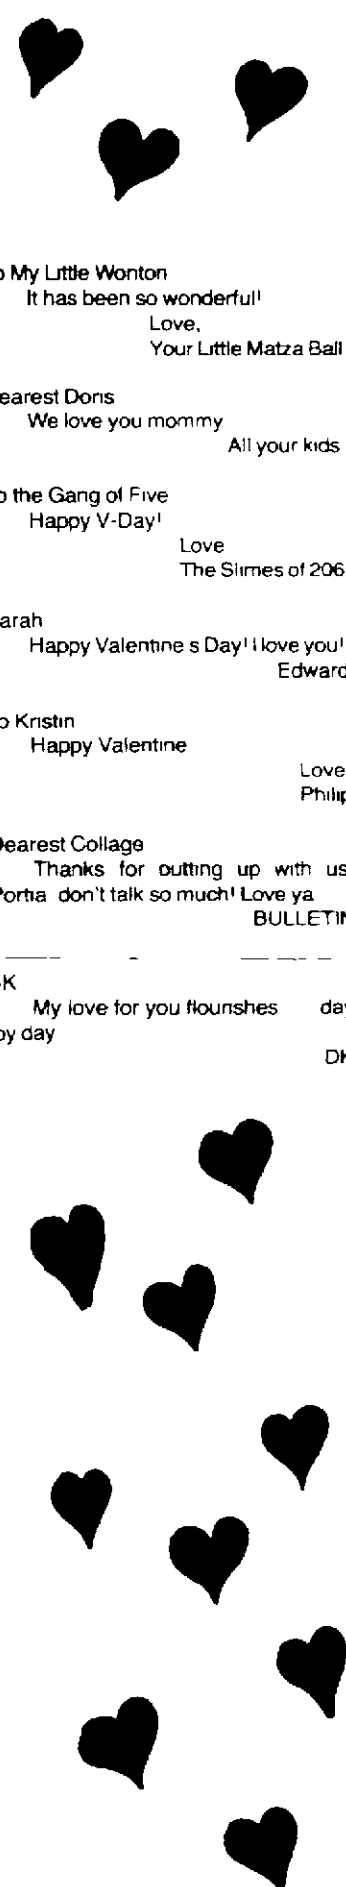 o My Little Wonton
It has been so wonderful!
Love,
Your Little Matza Ball
earest Doris
We love you mommy
All your kids
o the Gang of Five
Happy V-Day!
Love
The Slimes of 206
arah
Happy Valentine s Day! I love you!
Edward
o Kristin
Happy Valentine
Love
Philip
Dearest Collage
Thanks for putting up with us
Portia don't talk so much! Love ya
BULLETIN
K
My love for you flourishes day
by day
DK